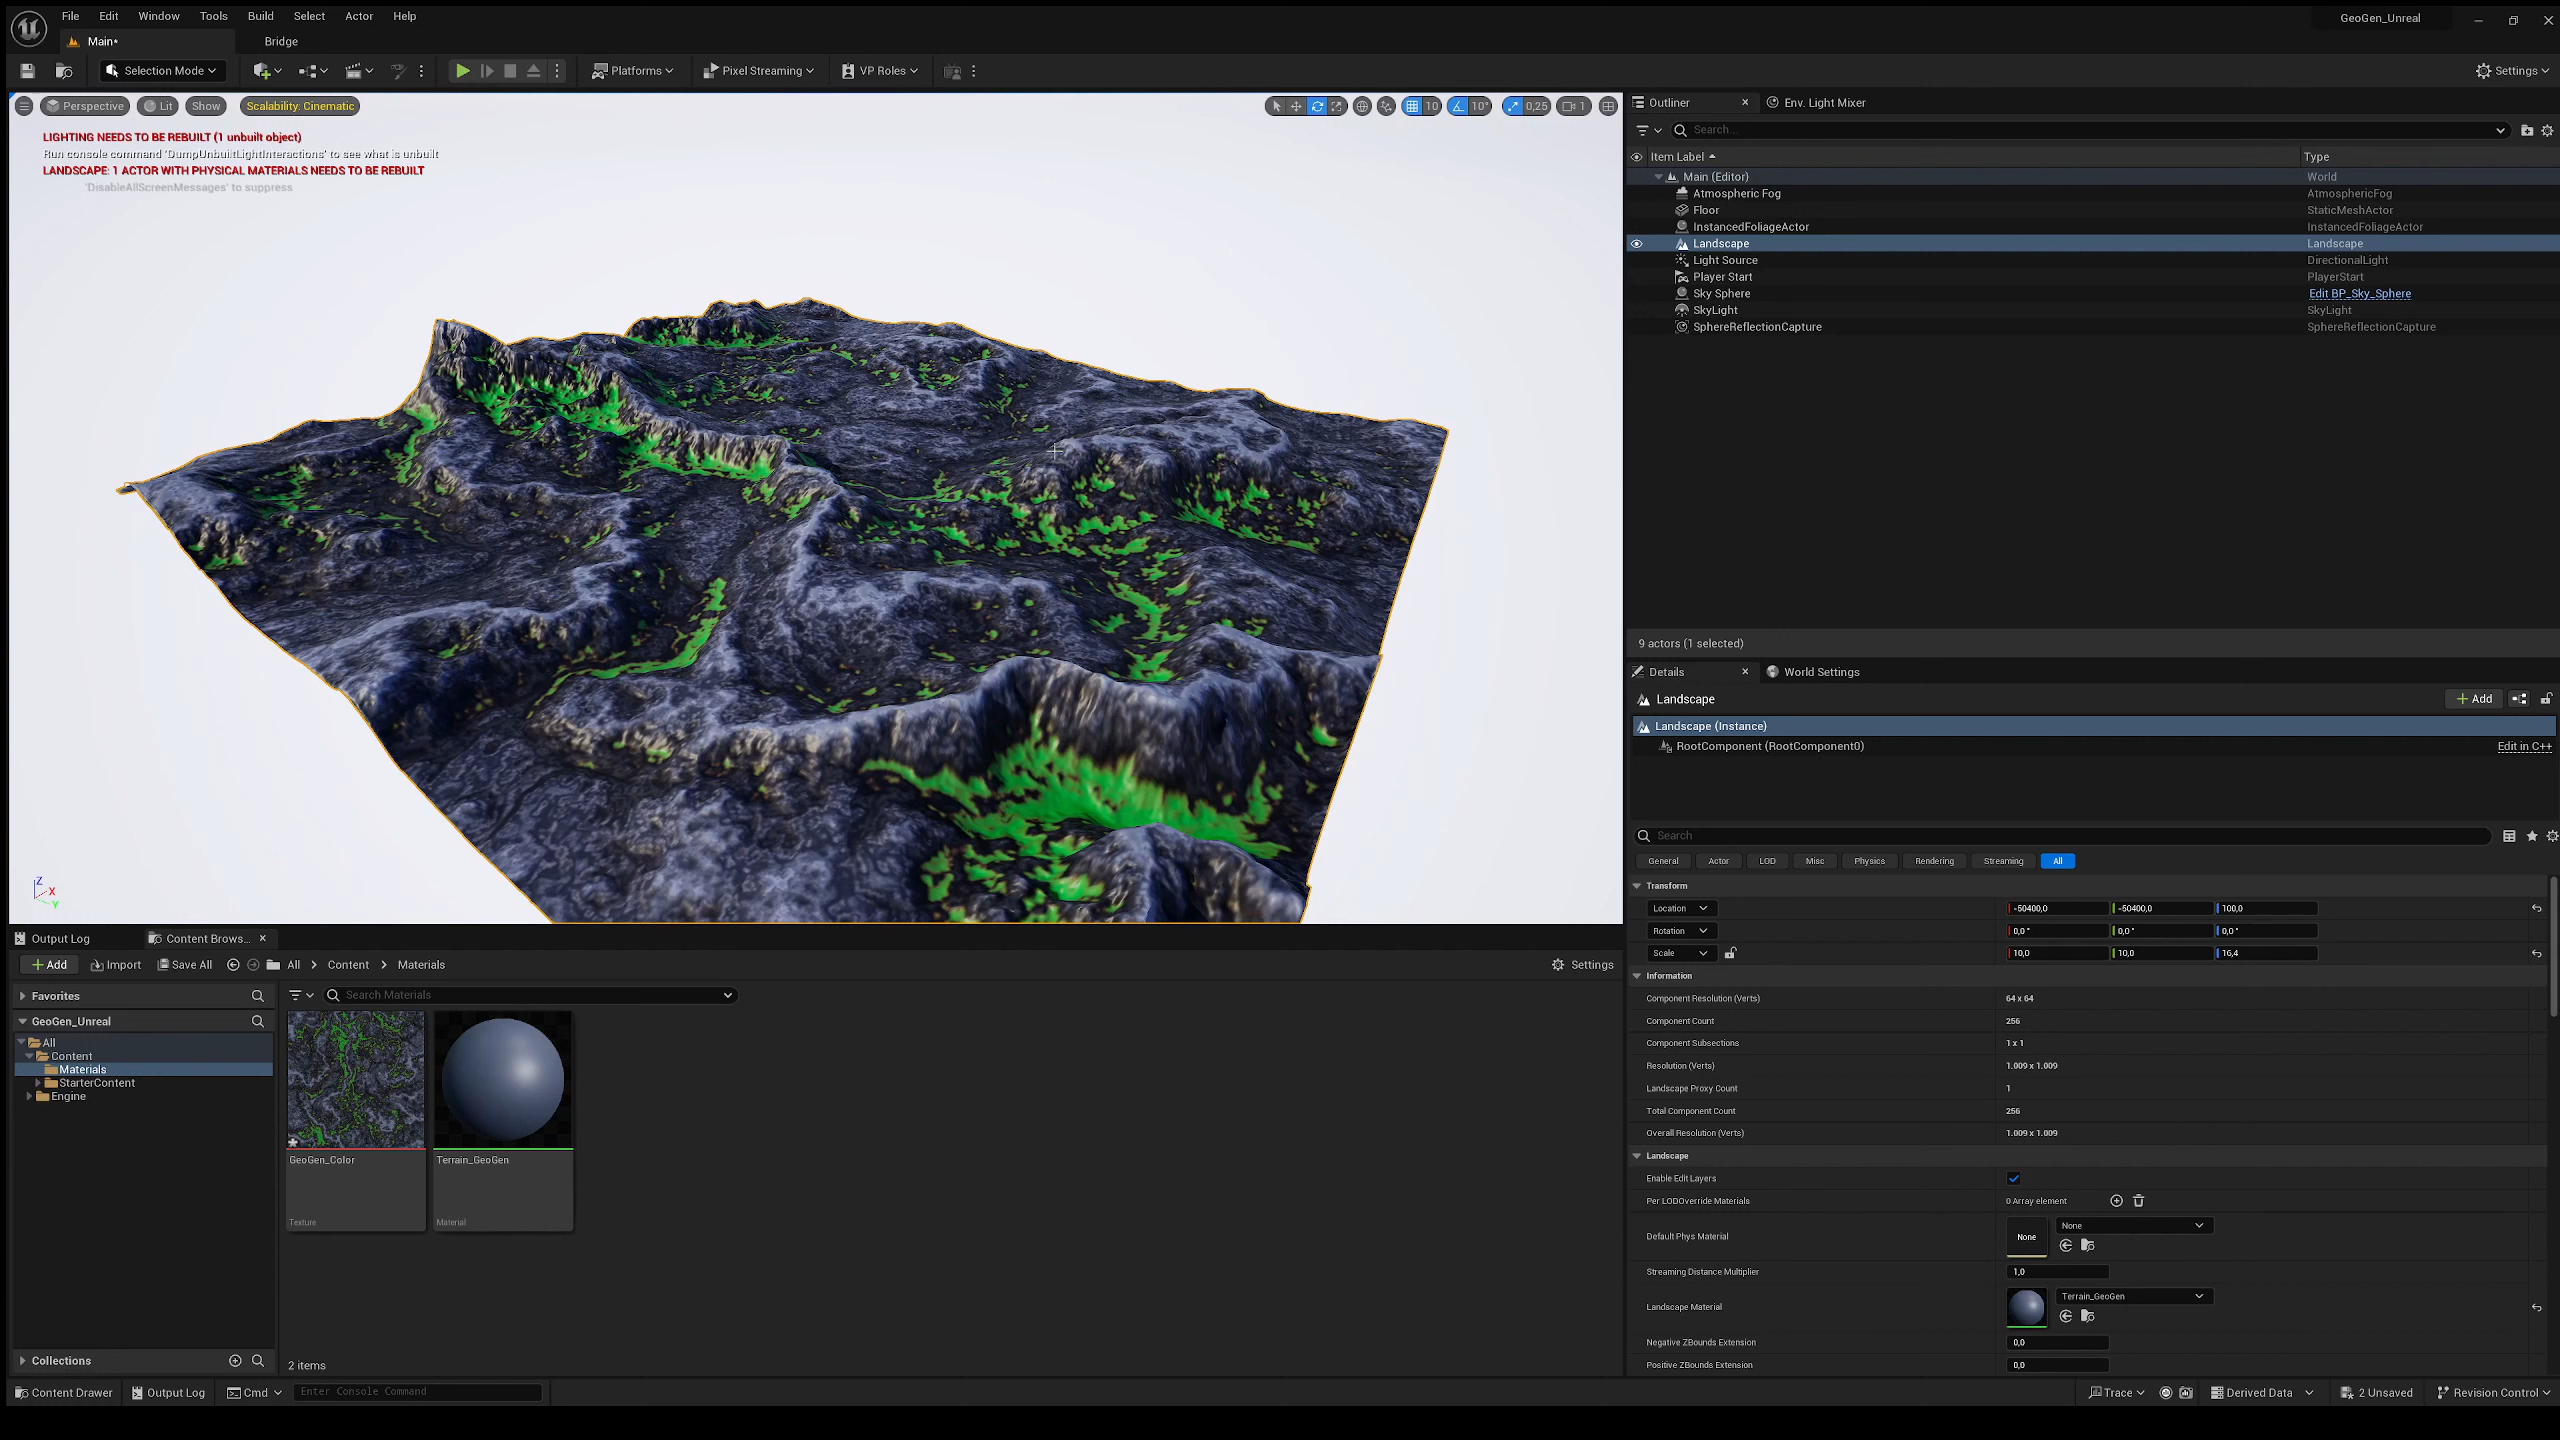 File Edit Window Tools Build Select Actor Help
GeoGen_Unreal
Main•
Bridge
Selection Mode
Platforms
Pixel Streaming
VP Roles
Settings
Perspective
Lit
Show
Scalability: Cinematic
10
10°
0,25
1
LIGHTING NEEDS TO BE REBUILT (1 unbuilt object)
Run console command 'DumpUnbuiltLightInteractions' to see what is unbuilt
LANDSCAPE: 1 ACTOR WITH PHYSICAL MATERIALS NEEDS TO BE REBUILT
'DisableAllScreenMessages' to suppress
Z
X
Y
Outliner
Env. Light Mixer
Search...
Item Label
Type
Main (Editor) World
Atmospheric Fog AtmosphericFog
Floor StaticMeshActor
InstancedFoliageActor InstancedFoliageActor
Landscape Landscape
Light Source DirectionalLight
Player Start PlayerStart
Sky Sphere Edit BP_Sky_Sphere
SkyLight SkyLight
SphereReflectionCapture SphereReflectionCapture
9 actors (1 selected)
Details
World Settings
Landscape
Add
Landscape (Instance)
RootComponent (RootComponent0) Edit in C++
Search
General Actor LOD Misc Physics Rendering Streaming All
Transform
Location -50400,0 -50400,0 100,0
Rotation 0,0 ° 0,0 ° 0,0 °
Scale 10,0 10,0 16,4
Information
Component Resolution (Verts) 64 x 64
Component Count 256
Component Subsections 1 x 1
Resolution (Verts) 1.009 x 1.009
Landscape Proxy Count 1
Total Component Count 256
Overall Resolution (Verts) 1.009 x 1.009
Landscape
Enable Edit Layers
Per LODOverride Materials 0 Array element
Default Phys Material None None
Streaming Distance Multiplier 1,0
Landscape Material Terrain_GeoGen
Negative ZBounds Extension 0,0
Positive ZBounds Extension 0,0
Output Log
Content Brows...
Add
Import
Save All
All
Content
Materials
Settings
Favorites
Search Materials
GeoGen_Unreal
All
Content
Materials
StarterContent
Engine
GeoGen_Color
Texture
Terrain_GeoGen
Material
Collections
2 items
Content Drawer
Output Log
Cmd
Enter Console Command
Trace
Derived Data
2 Unsaved
Revision Control